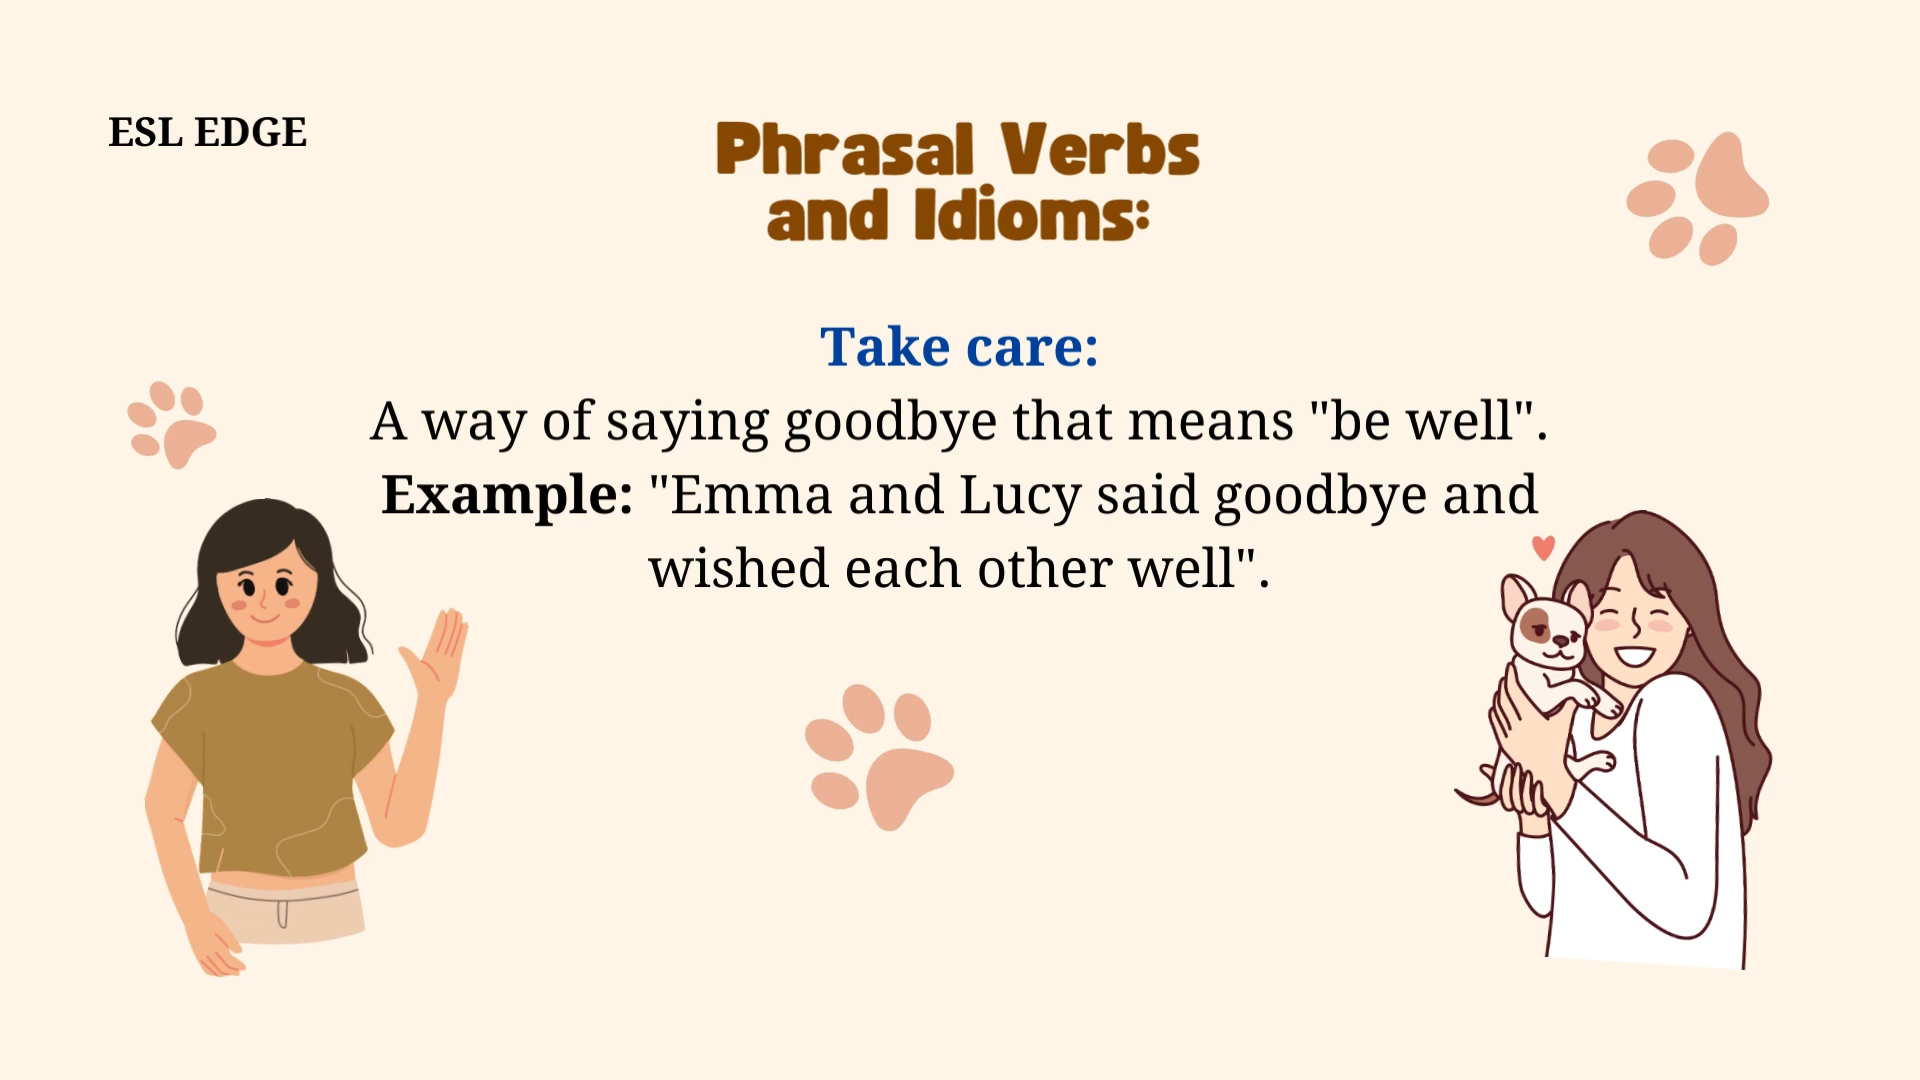 ESL EDGE
Phrasal Verbs
and Idioms:
Take care:
A way of saying goodbye that means "be well".
Example: "Emma and Lucy said goodbye and
wished each other well".